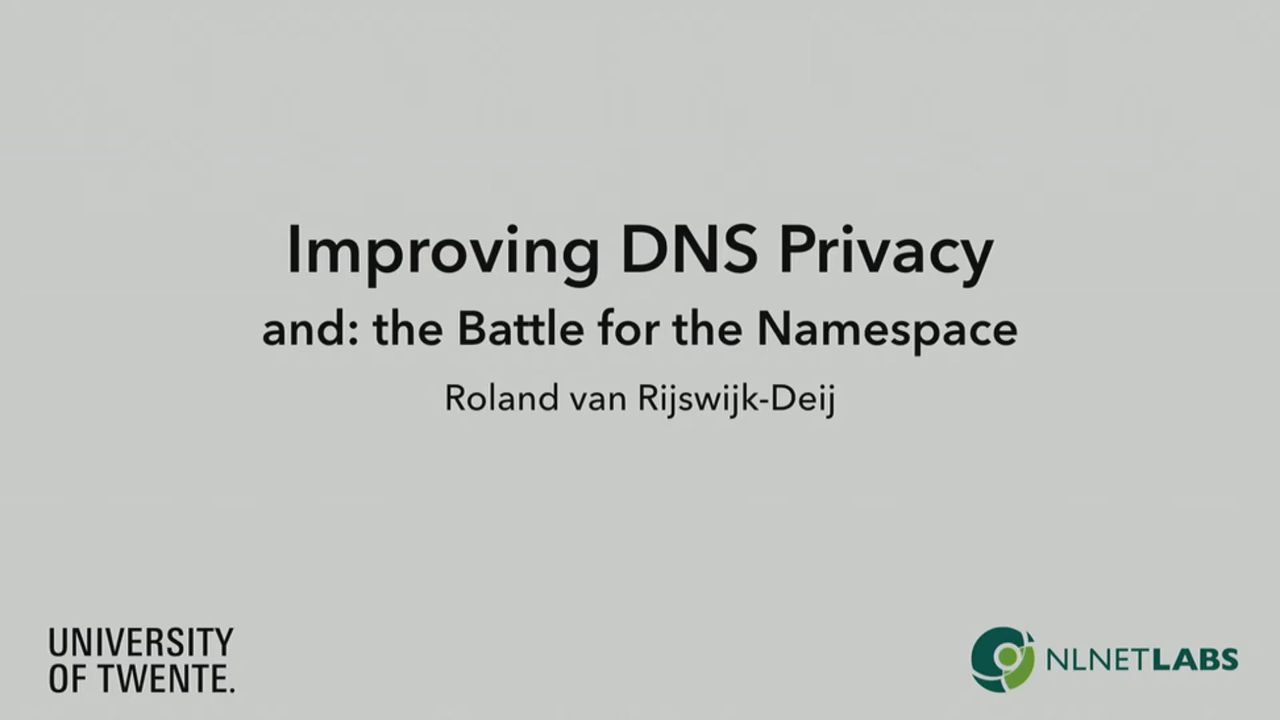 Improving DNS Privacy
and: the Battle for the Namespace
Roland van Rijswijk-Deij
UNIVERSITY
OF TWENTE.
NLNETLABS